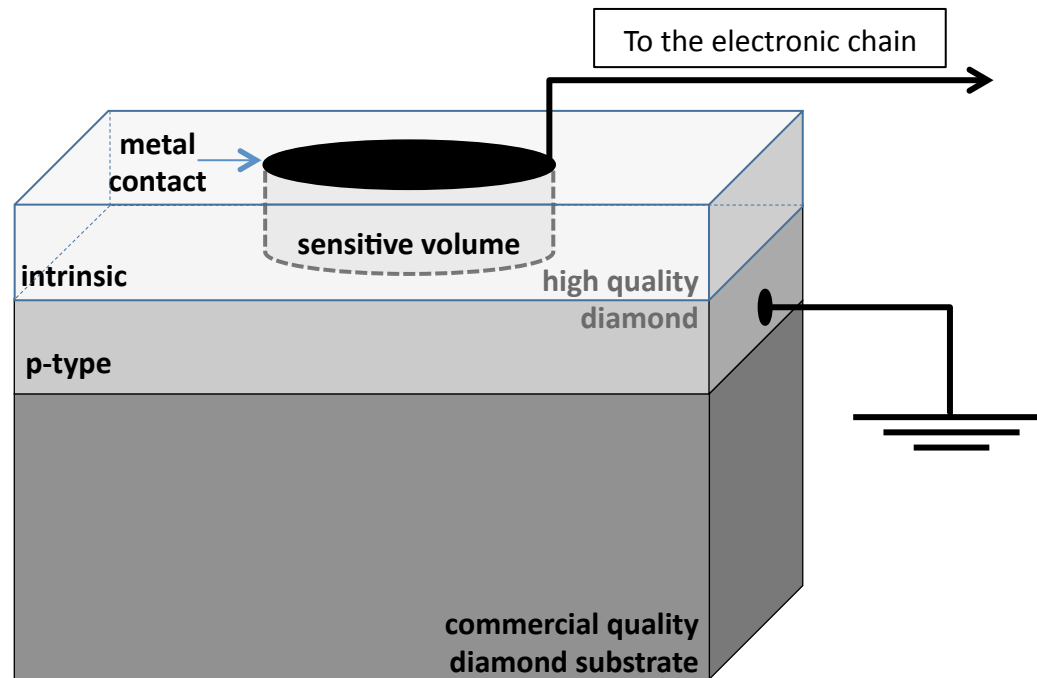 To the electronic chain
metal
contact
sensitive volume
intrinsic
high quality
diamond
p-type
commercial quality
diamond substrate